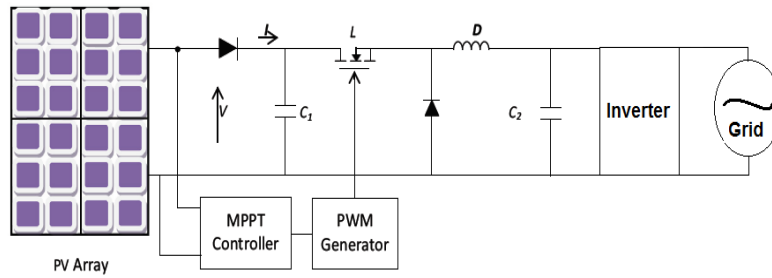 I
L
D
V
C1
C2
Inverter
Grid
MPPT
Controller
PWM
Generator
PV Array